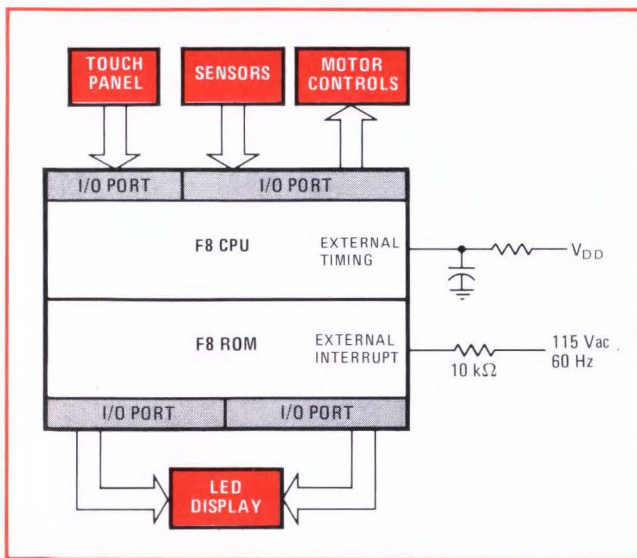 TOUCH
PANEL
SENSORS
MOTOR
CONTROLS
I/O PORT
I/O PORT
F8 CPU
EXTERNAL
TIMING
VDD
F8 ROM
EXTERNAL
INTERRUPT
10 kΩ
115 Vac
60 Hz
I/O PORT
I/O PORT
LED
DISPLAY